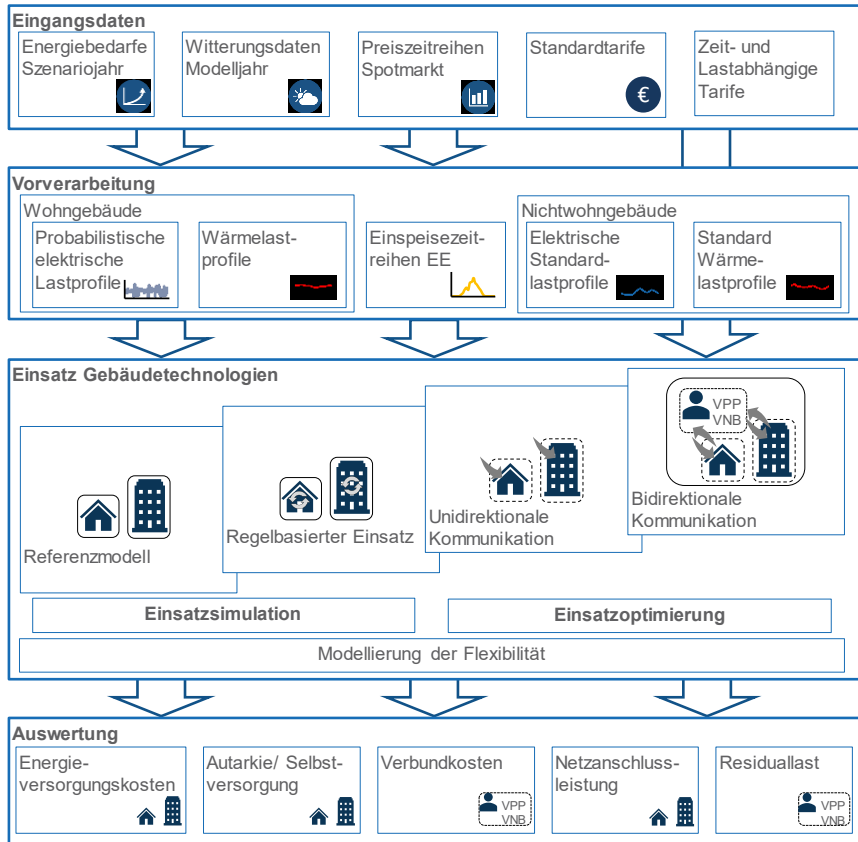 Eingangsdaten
Energiebedarfe
Szenariojahr
Witterungsdaten
Modelljahr
Preiszeitreihen
Spotmarkt
Standardtarife
€
Zeit- und
Lastabhängige
Tarife
Vorverarbeitung
Wohngebäude
Probabilistische
elektrische
Lastprofile
Wärmelast-
profile
Einspeisezeit-
reihen EE
Nichtwohngebäude
Elektrische
Standard-
lastprofile
Standard
Wärme-
lastprofile
Einsatz Gebäudetechnologien
Referenzmodell
Regelbasierter Einsatz
Unidirektionale
Kommunikation
VPP
VNB
Bidirektionale
Kommunikation
Einsatzsimulation
Einsatzoptimierung
Modellierung der Flexibilität
Auswertung
Energie-
versorgungskosten
Autarkie/ Selbst-
versorgung
Verbundkosten
VPP
VNB
Netzanschluss-
leistung
Residuallast
VPP
VNB